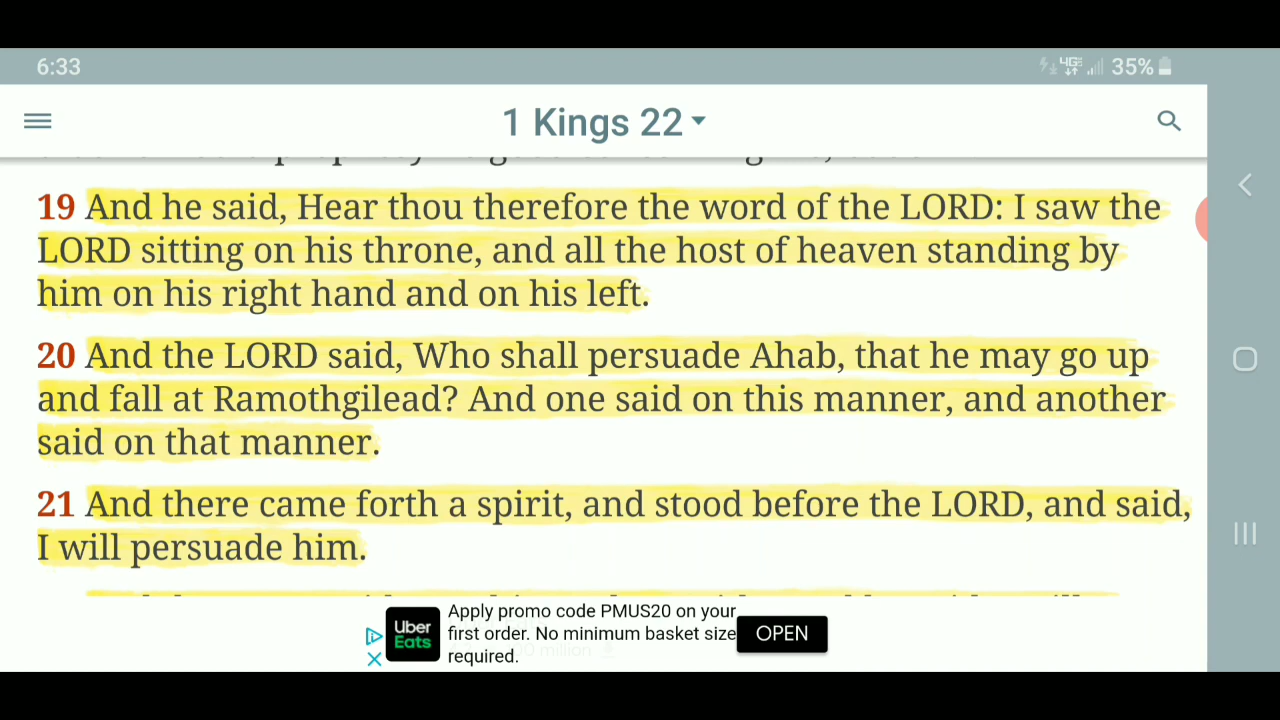 6:33
4GE
35%
1 Kings 22
19 And he said, Hear thou therefore the word of the LORD: I saw the
LORD sitting on his throne, and all the host of heaven standing by
him on his right hand and on his left.
20 And the LORD said, Who shall persuade Ahab, that he may go up
and fall at Ramothgilead? And one said on this manner, and another
said on that manner.
21 And there came forth a spirit, and stood before the LORD, and said,
I will persuade him.
Uber
Eats
Apply promo code PMUS20 on your
first order. No minimum basket size
required.
million
OPEN